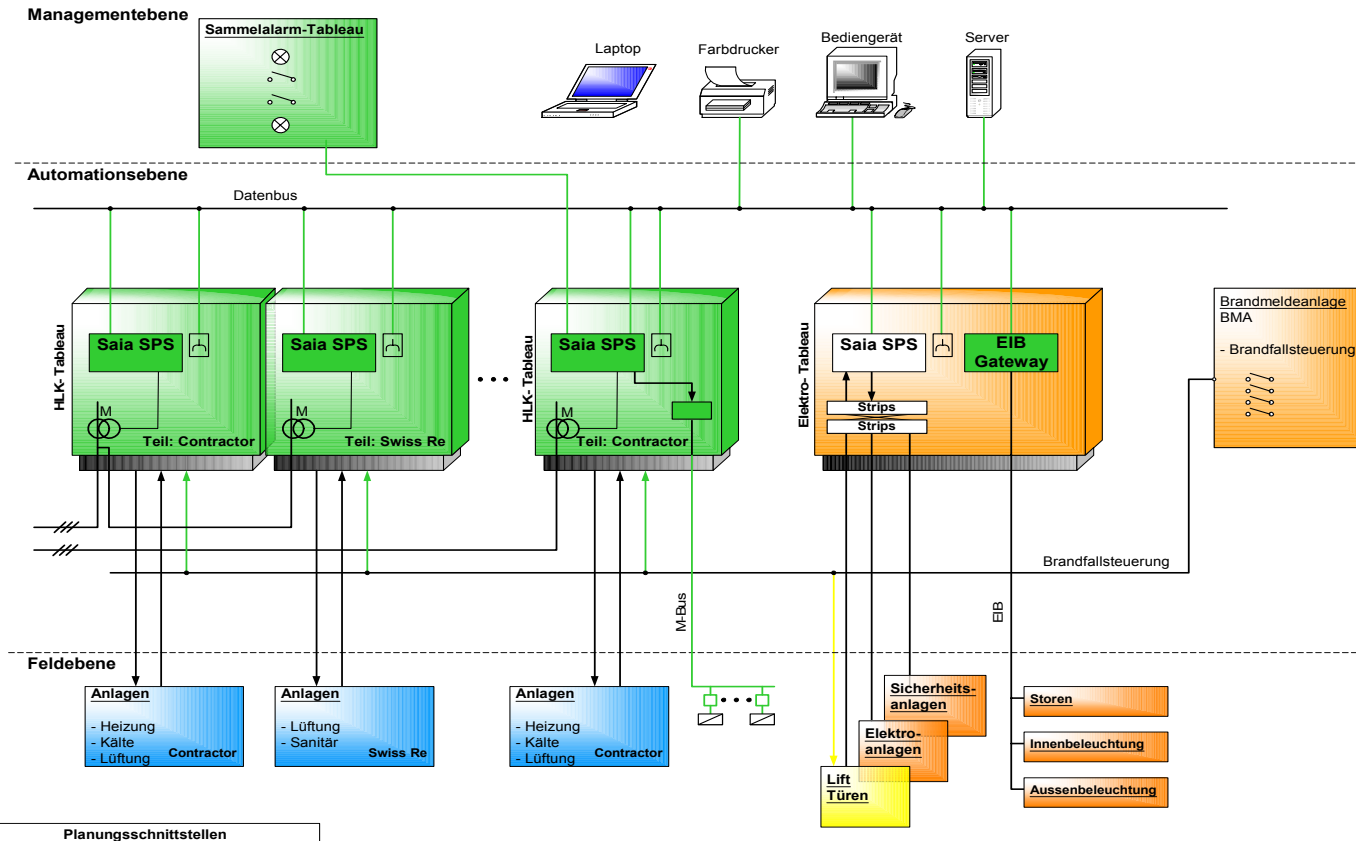 Managementebene
Sammelalarm-Tableau
Laptop
Farbdrucker
Bediengerät
Server
Automationsebene
Datenbus
HLK- Tableau
Saia SPS
M
Teil: Contractor
Saia SPS
M
Teil: Swiss Re
HLK- Tableau
Saia SPS
M
Teil: Contractor
Elektro- Tableau
Saia SPS
EIB
Gateway
Strips
Strips
Brandmeldeanlage
BMA
- Brandfallsteuerung
Brandfallsteuerung
M-Bus
EIB
Feldebene
Anlagen
- Heizung
- Kälte
- Lüftung
Contractor
Anlagen
- Lüftung
- Sanitär
Swiss Re
Anlagen
- Heizung
- Kälte
- Lüftung
Contractor
Sicherheits-
anlagen
Elektro-
anlagen
Lift
Türen
Storen
Innenbeleuchtung
Aussenbeleuchtung
Planungsschnittstellen